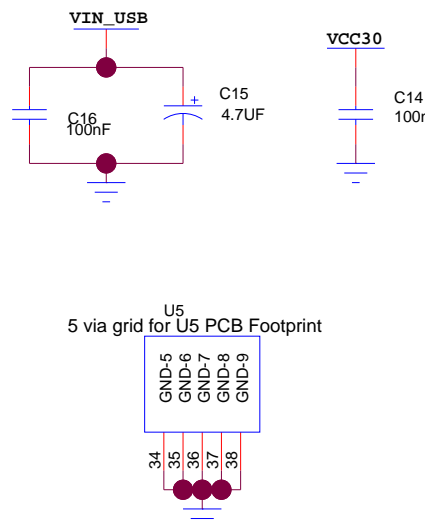 VIN_USB
VCC30
C16
100nF
+
C15
4.7UF
C14
100n
U5
5 via grid for U5 PCB Footprint
GND-5
GND-6
GND-7
GND-8
GND-9
34
35
36
37
38